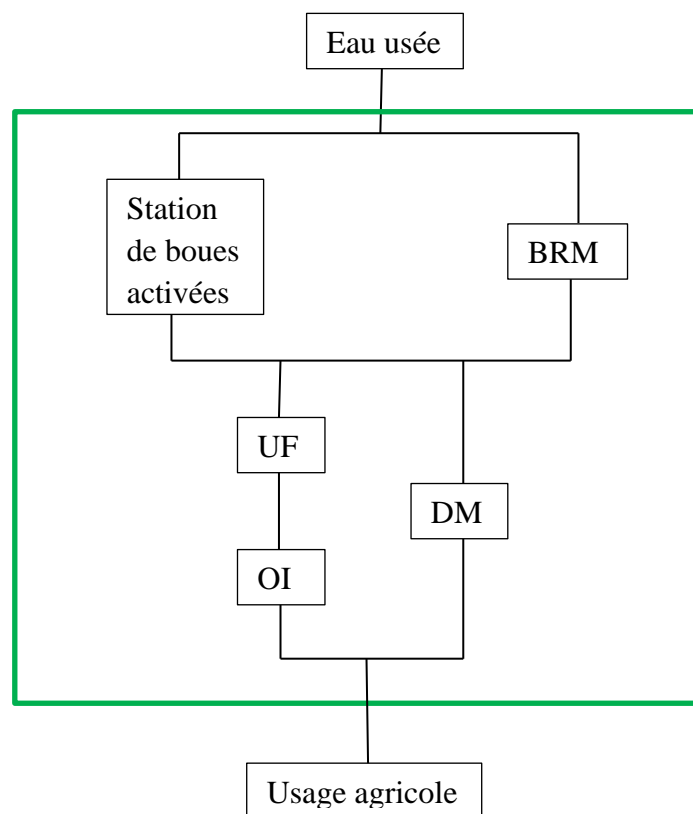 Eau usée
Station
de boues
activées
BRM
UF
DM
OI
Usage agricole